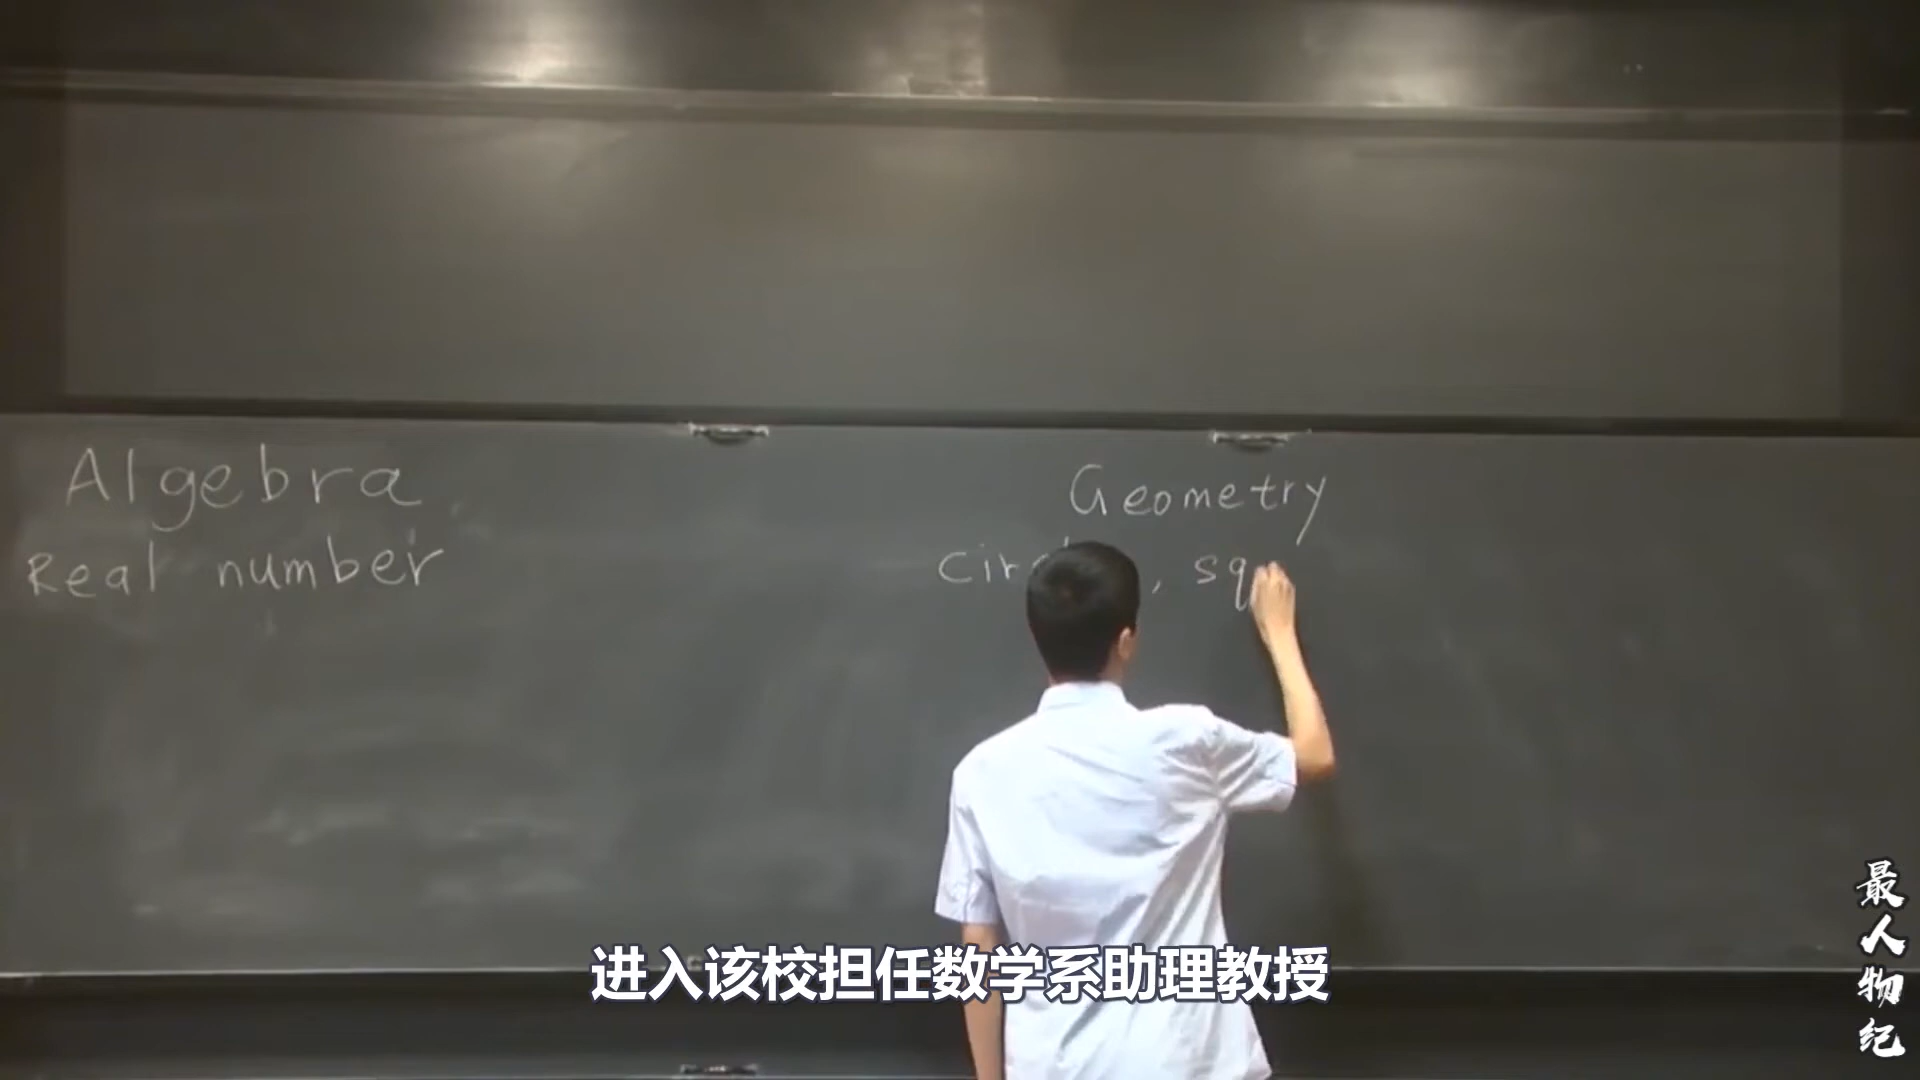 Algebra
Real number
Geometry
, sq
进入该校担任数学系助理教授
最人物纪